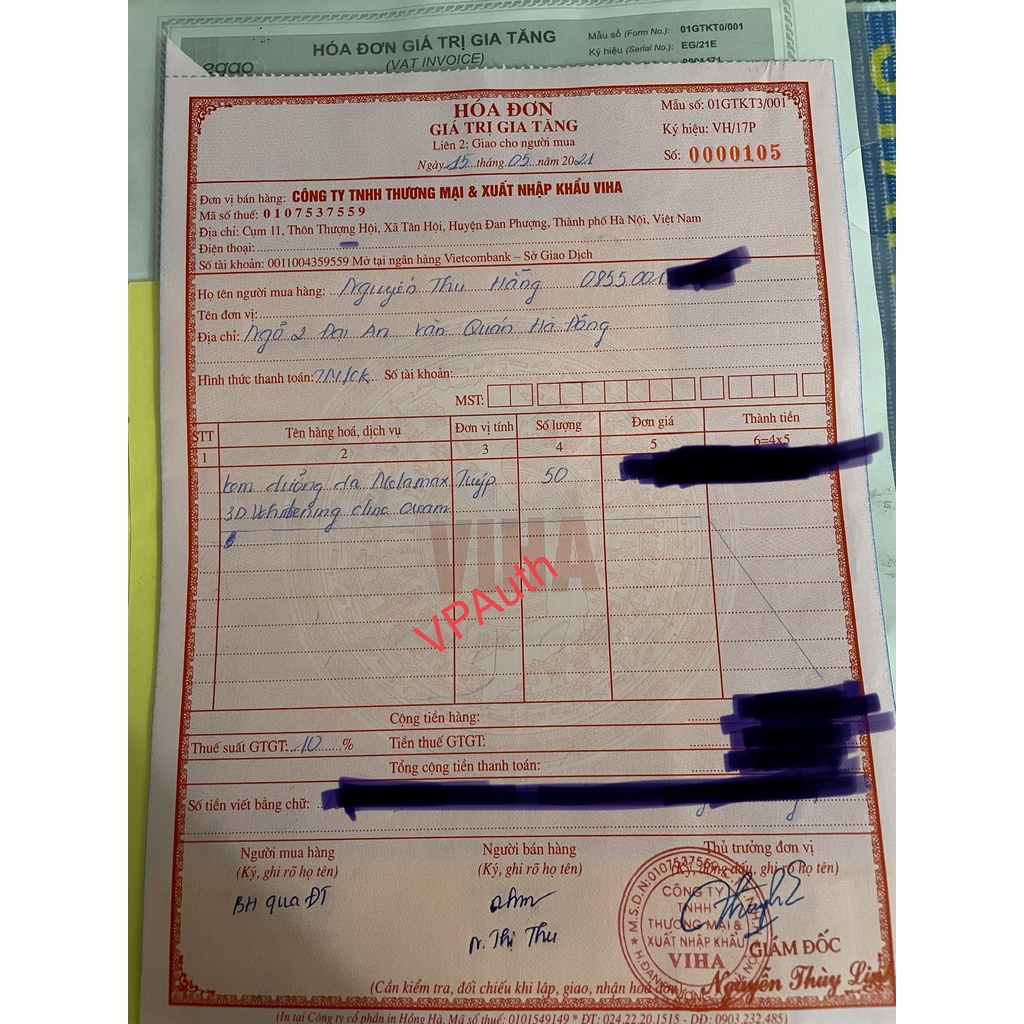 HÓA ĐƠN GIÁ TRỊ GIA TĂNG
(VAT INVOICE)
Mẫu số (Form No.): 01GTKT0/001
Ký hiệu (Serial No.): EG/21E
HÓA ĐƠN
GIÁ TRỊ GIA TĂNG
Liên 2: Giao cho người mua
Ngày 15 tháng 05 năm 2021
Mẫu số: 01GTKT3/001
Ký hiệu: VH/17P
Số: 0000105
Đơn vị bán hàng: CÔNG TY TNHH THƯƠNG MẠI & XUẤT NHẬP KHẨU VIHA
Mã số thuế: 0107537559
Địa chỉ: Cụm 11, Thôn Thượng Hội, Xã Tân Hội, Huyện Đan Phượng, Thành phố Hà Nội, Việt Nam
Điện thoại:
Số tài khoản: 0011004359559 Mở tại ngân hàng Vietcombank – Sở Giao Dịch
Họ tên người mua hàng: Nguyễn Thu Hằng 0855.001
Tên đơn vị:
Địa chỉ: Ngõ 2 Đại An Văn Quán Hà Đông
Hình thức thanh toán: TM/CK Số tài khoản:
MST:
STT Tên hàng hoá, dịch vụ Đơn vị tính Số lượng Đơn giá Thành tiền
1 2 3 4 5 6=4x5
Kem dưỡng da Melamax Tuýp 50
3D Whitening clinic cream
VIHA
VPAuth
Cộng tiền hàng:
Thuế suất GTGT: 10 % Tiền thuế GTGT:
Tổng cộng tiền thanh toán:
Số tiền viết bằng chữ:
Người mua hàng Người bán hàng Thủ trưởng đơn vị
(Ký, ghi rõ họ tên) (Ký, ghi rõ họ tên) (Ký, đóng dấu, ghi rõ họ tên)
BH qua ĐT
N. Thị Thu
M.S.D.N:0107537559
CÔNG TY
TNHH
THƯƠNG MẠI &
XUẤT NHẬP KHẨU
VIHA
GIÁM ĐỐC
Nguyễn Thùy Linh
(Cần kiểm tra, đối chiếu khi lập, giao, nhận hoá đơn)
(In tại Công ty cổ phần in Hồng Hà, Mã số thuế: 0101549149 * ĐT: 024.22.20.1515 - DĐ: 0903.232.485)